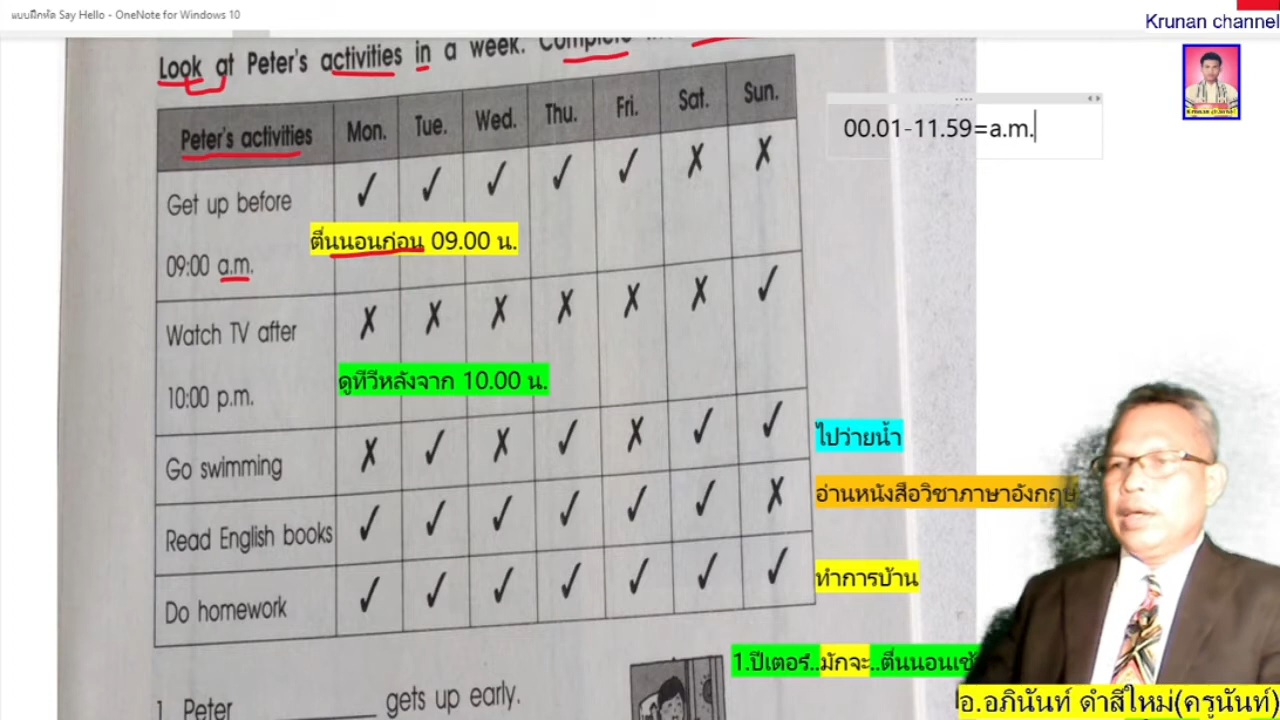 แบบฝึกหัด Say Hello - OneNote for Windows 10
Krunan channel
Look at Peter's activities in a week. Complete
Peter's activities Mon. Tue. Wed. Thu. Fri. Sat. Sun.
00.01-11.59=a.m.
Get up before ✓ ✓ ✓ ✓ ✓ ✗ ✗
ตื่นนอนก่อน 09.00 น.
09:00 a.m.
Watch TV after ✗ ✗ ✗ ✗ ✗ ✗ ✓
ดูทีวีหลังจาก 10.00 น.
10:00 p.m.
Go swimming ✗ ✓ ✗ ✓ ✗ ✓ ✓
ไปว่ายน้ำ
Read English books ✓ ✓ ✓ ✓ ✓ ✓ ✗
อ่านหนังสือวิชาภาษาอังกฤษ
Do homework ✓ ✓ ✓ ✓ ✓ ✓ ✓
ทำการบ้าน
1.ปีเตอร์..มักจะ..ตื่นนอนเช้
1. Peter __________ gets up early.
อ.อภินันท์ ดำสีใหม่(ครูนันท์)